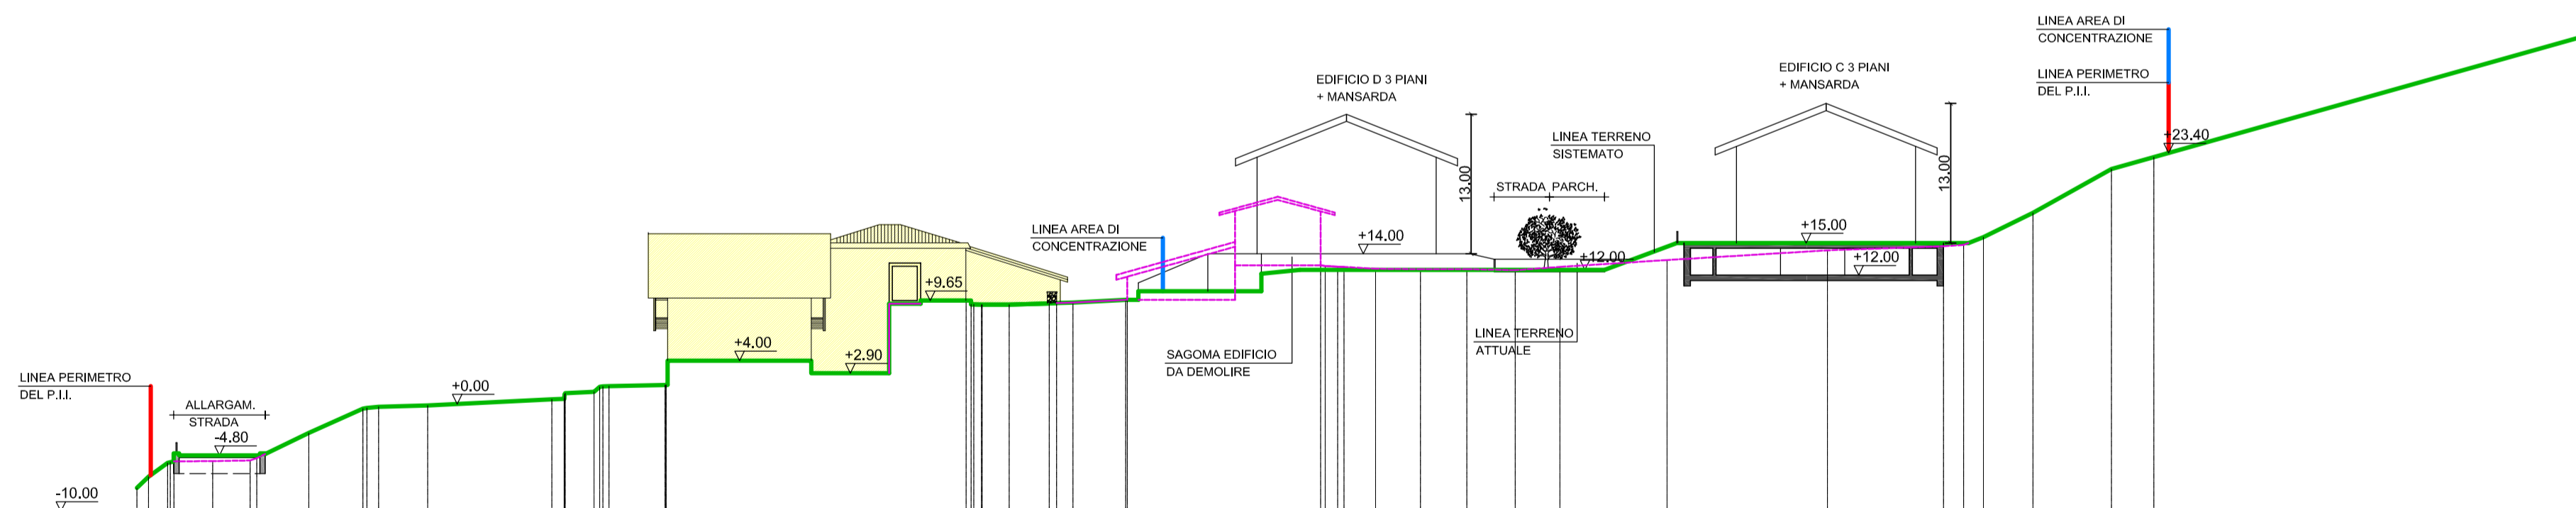 LINEA PERIMETRO
DEL P.I.I.
ALLARGAM.
STRADA
-4.80
-10.00
+0.00
+4.00
+2.90
+9.65
LINEA AREA DI
CONCENTRAZIONE
SAGOMA EDIFICIO
DA DEMOLIRE
EDIFICIO D 3 PIANI
+ MANSARDA
13.00
+14.00
STRADA PARCH.
LINEA TERRENO
SISTEMATO
+12.00
LINEA TERRENO
ATTUALE
EDIFICIO C 3 PIANI
+ MANSARDA
13.00
+15.00
+12.00
LINEA AREA DI
CONCENTRAZIONE
LINEA PERIMETRO
DEL P.I.I.
+23.40